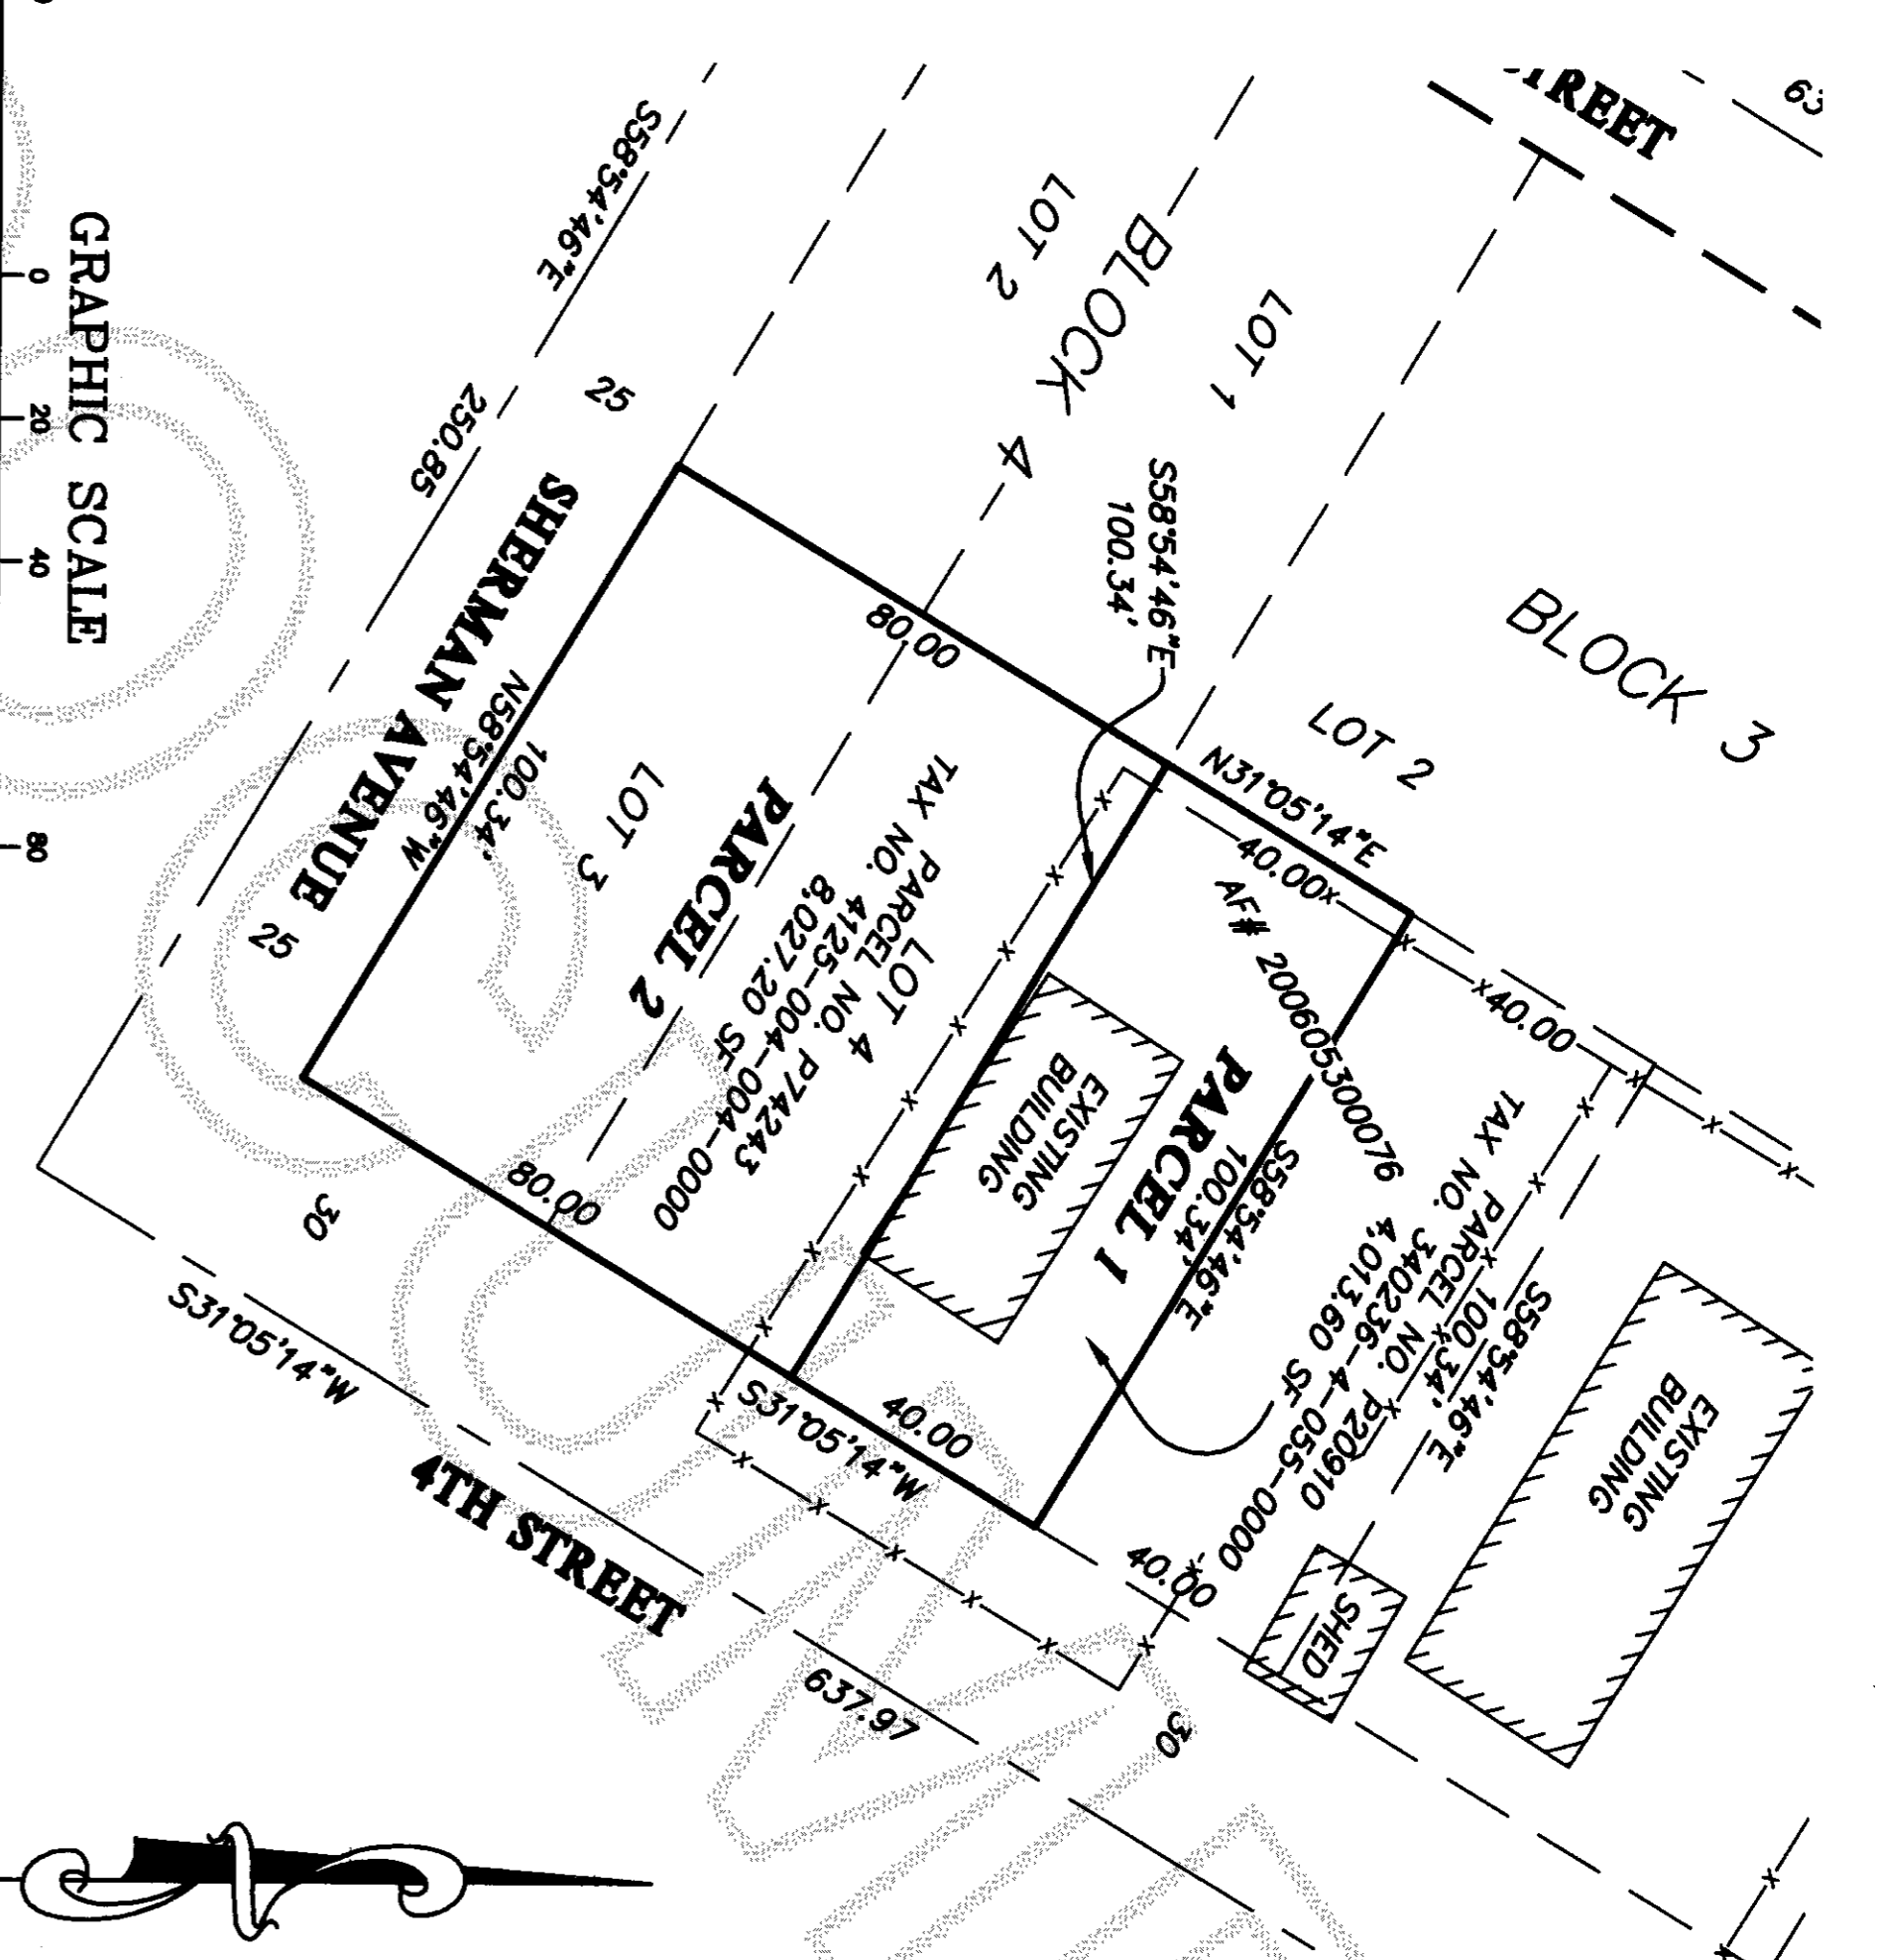 GRAPHIC SCALE
0 20 40 80
S58°54'46"E
250.85
25
SHERMAN AVENUE
25
N58°54'46"W
100.34'
LOT 2
BLOCK 4
LOT 1
S58°54'46"E
100.34'
80.00
LOT 3
PARCEL 2
LOT 4
TAX PARCEL NO. P74243
NO. 4125-004-004-0000
8,027.20 SF
80.00
30
S31°05'14"W
4TH STREET
637.97
30
BLOCK 3
LOT 2
N31°05'14"E
40.00
AF# 200605300076
40.00
EXISTING
BUILDING
PARCEL 1
S58°54'46"E
100.34'
S31°05'14"W
40.00
TAX PARCEL NO. P20910
NO. 340236-4-055-0000
4,013.60 SF
S58°54'46"E
100.34'
40.00
SHED
EXISTING
BUILDING